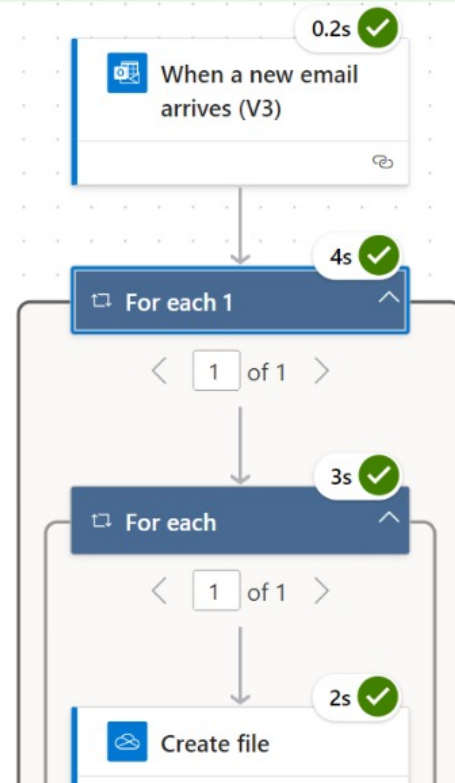 0.2s
When a new email
arrives (V3)
4s
For each 1
1 of 1
3s
For each
1 of 1
2s
Create file